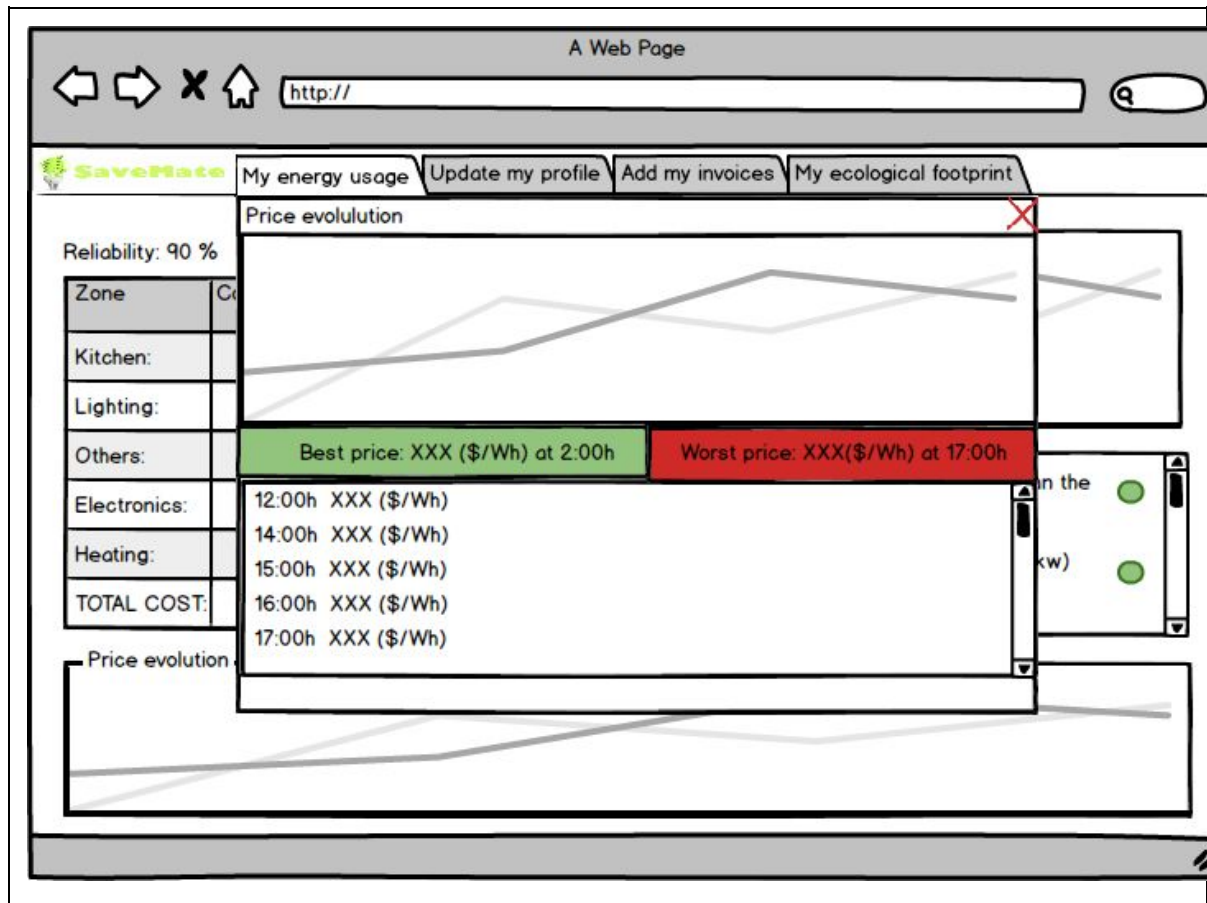 A Web Page
http://
SaveMate
My energy usage
Update my profile
Add my invoices
My ecological footprint
Price evolulution
Reliability: 90 %
Zone
Kitchen:
Lighting:
Others:
Electronics:
Heating:
TOTAL COST:
Best price: XXX ($/Wh) at 2:00h
Worst price: XXX($/Wh) at 17:00h
12:00h XXX ($/Wh)
14:00h XXX ($/Wh)
15:00h XXX ($/Wh)
16:00h XXX ($/Wh)
17:00h XXX ($/Wh)
the
kw)
Price evolution